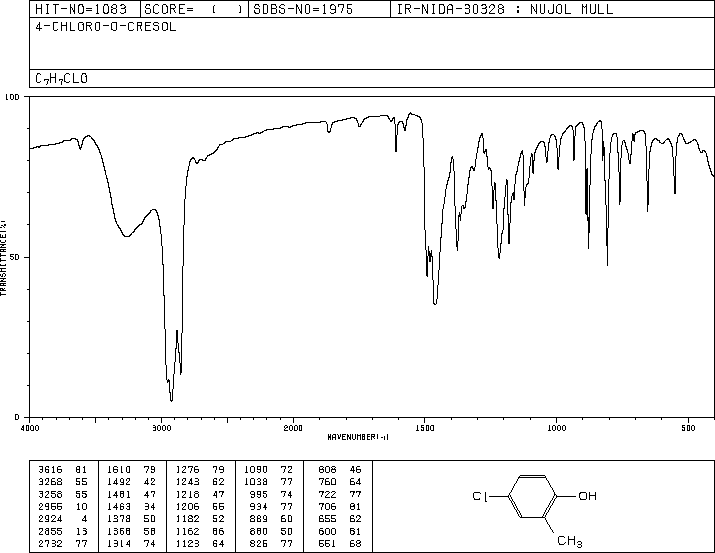 HIT-NO=1083 SCORE= ( ) SDBS-NO=1975 IR-NIDA-30328 : NUJOL MULL
4-CHLORO-O-CRESOL
C7H7CLO
100
TRANSMITTANCE(%)
50
0
4000 3000 2000 1500 1000 500
WAVENUMBER(-1)
3616 81 1610 79 1276 79 1090 72 808 46
3268 55 1492 42 1243 62 1038 77 760 64
3258 55 1481 47 1218 47 995 74 722 77
2955 10 1463 34 1206 55 934 77 706 81
2924 4 1378 50 1182 52 889 60 655 62
2855 13 1368 58 1162 66 880 50 600 81
2732 77 1314 74 1123 64 826 77 551 68
Cl OH
CH3